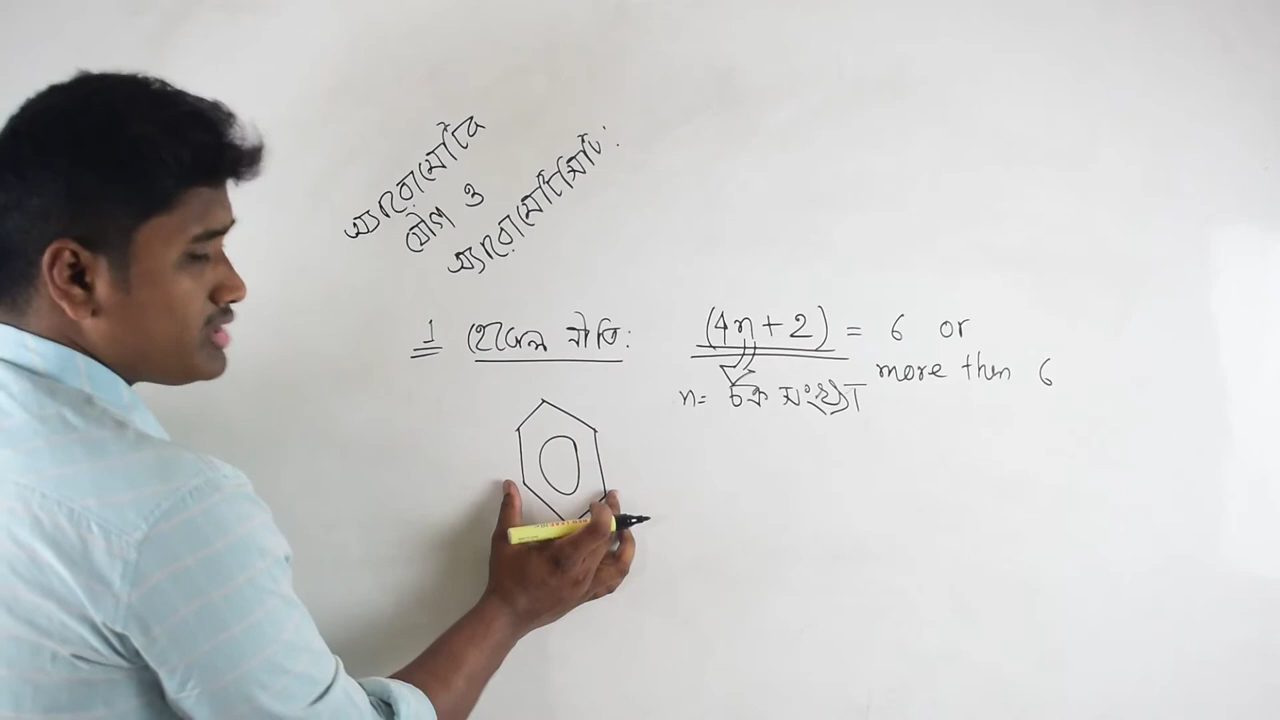 অ্যারোমেটিক
যৌগ ও
অ্যারোমেটিসিটি:
1 হাকেল নীতি: (4n+2) = 6 or
more then 6
n= চক্র সংখ্যা